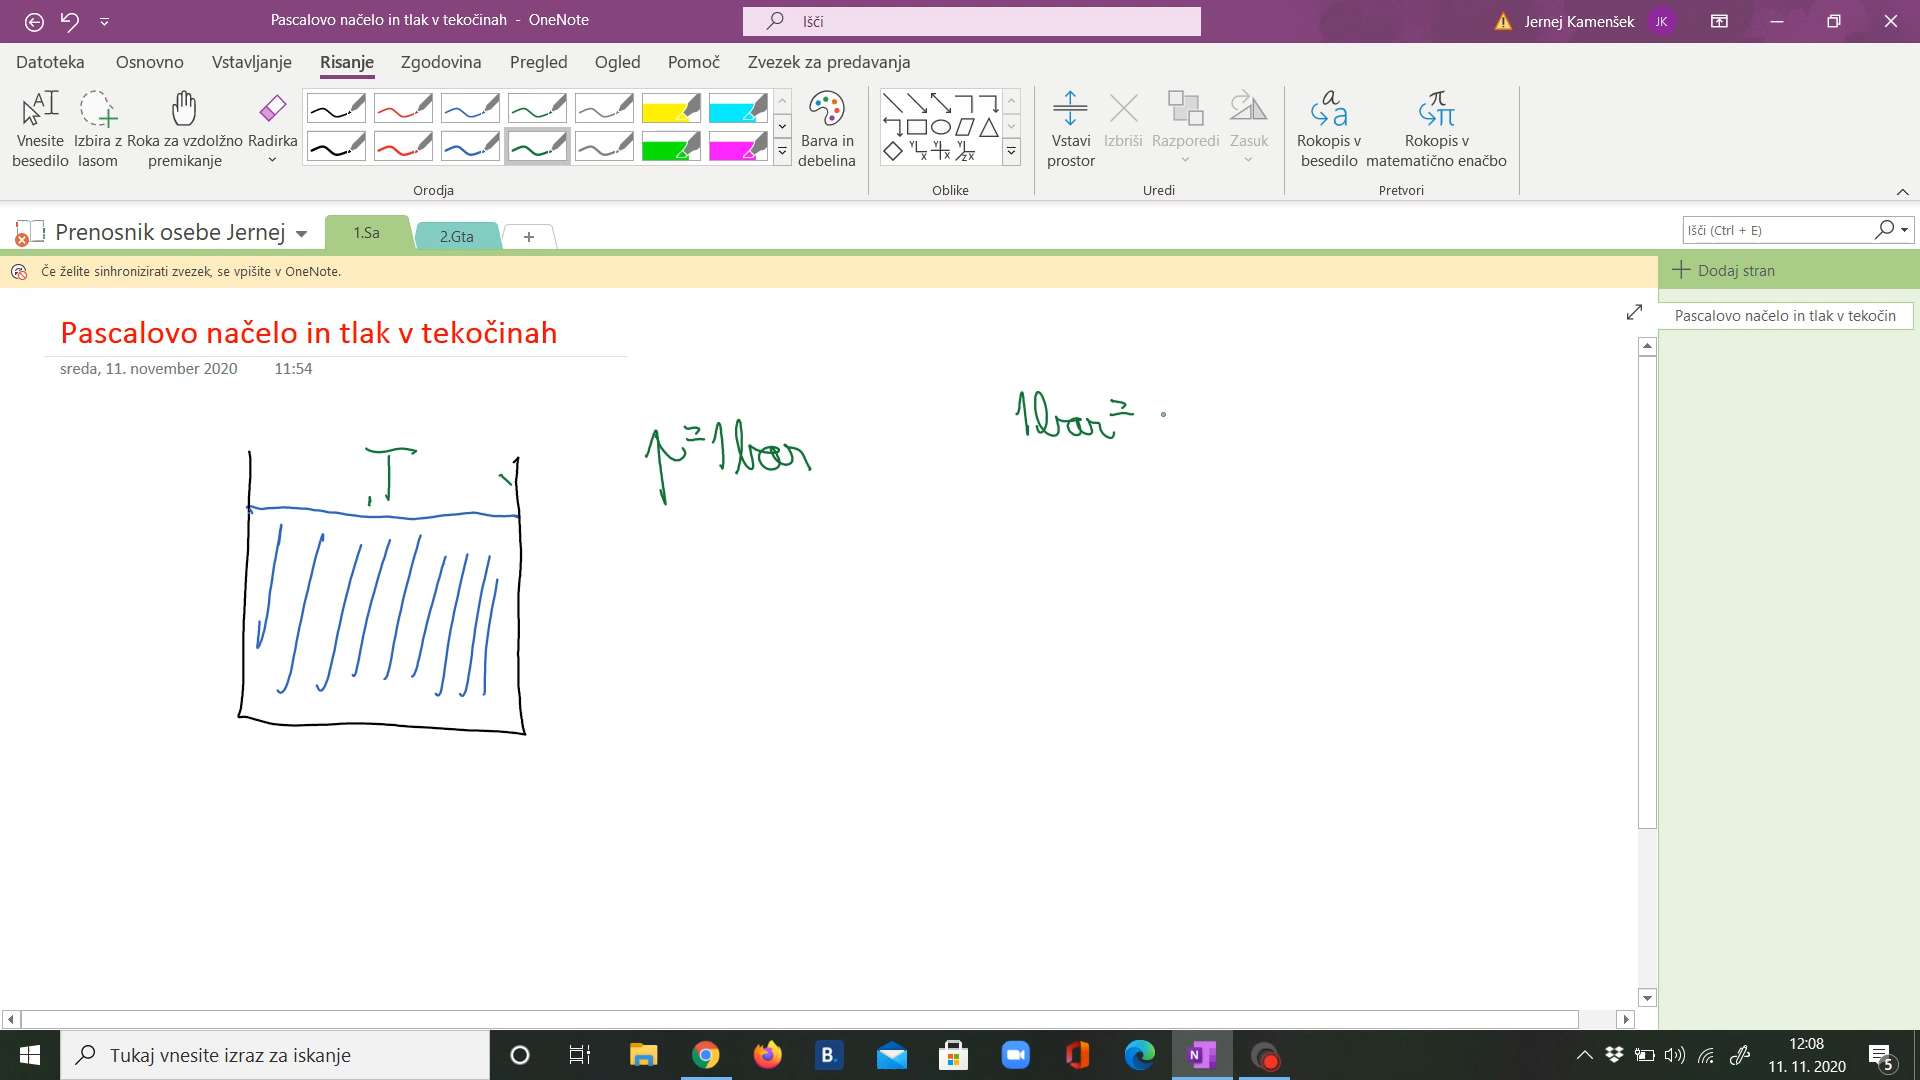 Pascalovo načelo in tlak v tekočinah - OneNote
Išči
Jernej Kamenšek
JK
Datoteka
Osnovno
Vstavljanje
Risanje
Zgodovina
Pregled
Ogled
Pomoč
Zvezek za predavanja
Vnesite besedilo
Izbira z lasom
Roka za vzdolžno premikanje
Radirka
Barva in debelina
Vstavi prostor
Izbriši
Razporedi
Zasuk
Rokopis v besedilo
Rokopis v matematično enačbo
Orodja
Oblike
Uredi
Pretvori
Prenosnik osebe Jernej
1.Sa
2.Gta
+
Išči (Ctrl + E)
Če želite sinhronizirati zvezek, se vpišite v OneNote.
Dodaj stran
Pascalovo načelo in tlak v tekočinah
Pascalovo načelo in tlak v tekočin
sreda, 11. november 2020
11:54
1bar =
p = 1bar
T
Tukaj vnesite izraz za iskanje
12:08
11. 11. 2020
5